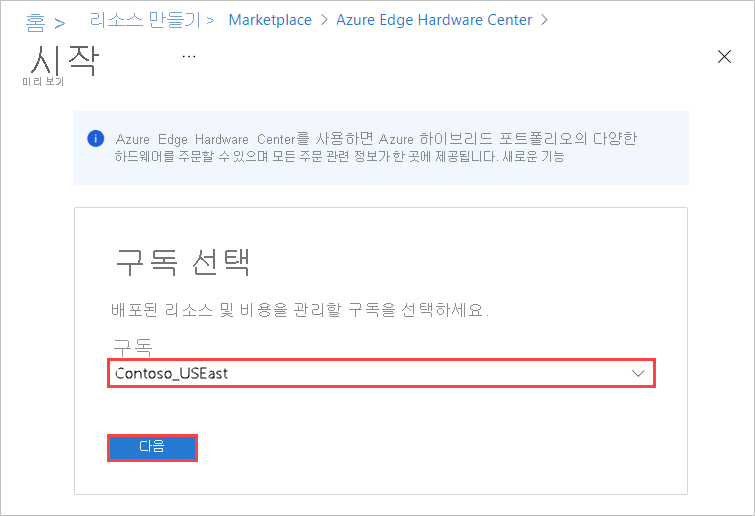 홈 > 리소스 만들기 > Marketplace > Azure Edge Hardware Center >
시작 ...
미리 보기
Azure Edge Hardware Center를 사용하면 Azure 하이브리드 포트폴리오의 다양한
하드웨어를 주문할 수 있으며 모든 주문 관련 정보가 한 곳에 제공됩니다. 새로운 기능
구독 선택
배포된 리소스 및 비용을 관리할 구독을 선택하세요.
구독
Contoso_USEast
다음